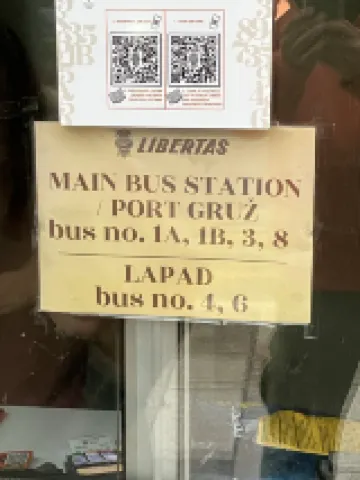 LIBERTAS
MAIN BUS STATION
/ PORT GRUŽ
bus no. 1A, 1B, 3, 8
LAPAD
bus no. 4, 6